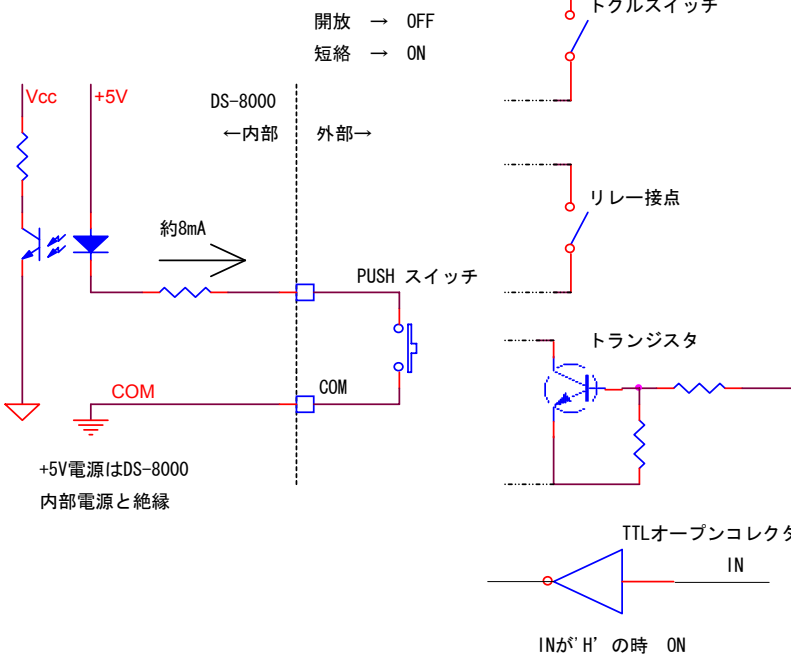 トグルスイッチ
開放 → OFF
短絡 → ON
Vcc
+5V
DS-8000
←内部
外部→
リレー接点
約8mA
PUSH スイッチ
トランジスタ
COM
COM
+5V電源はDS-8000
内部電源と絶縁
TTLオープンコレクタ
IN
INが'H' の時 ON